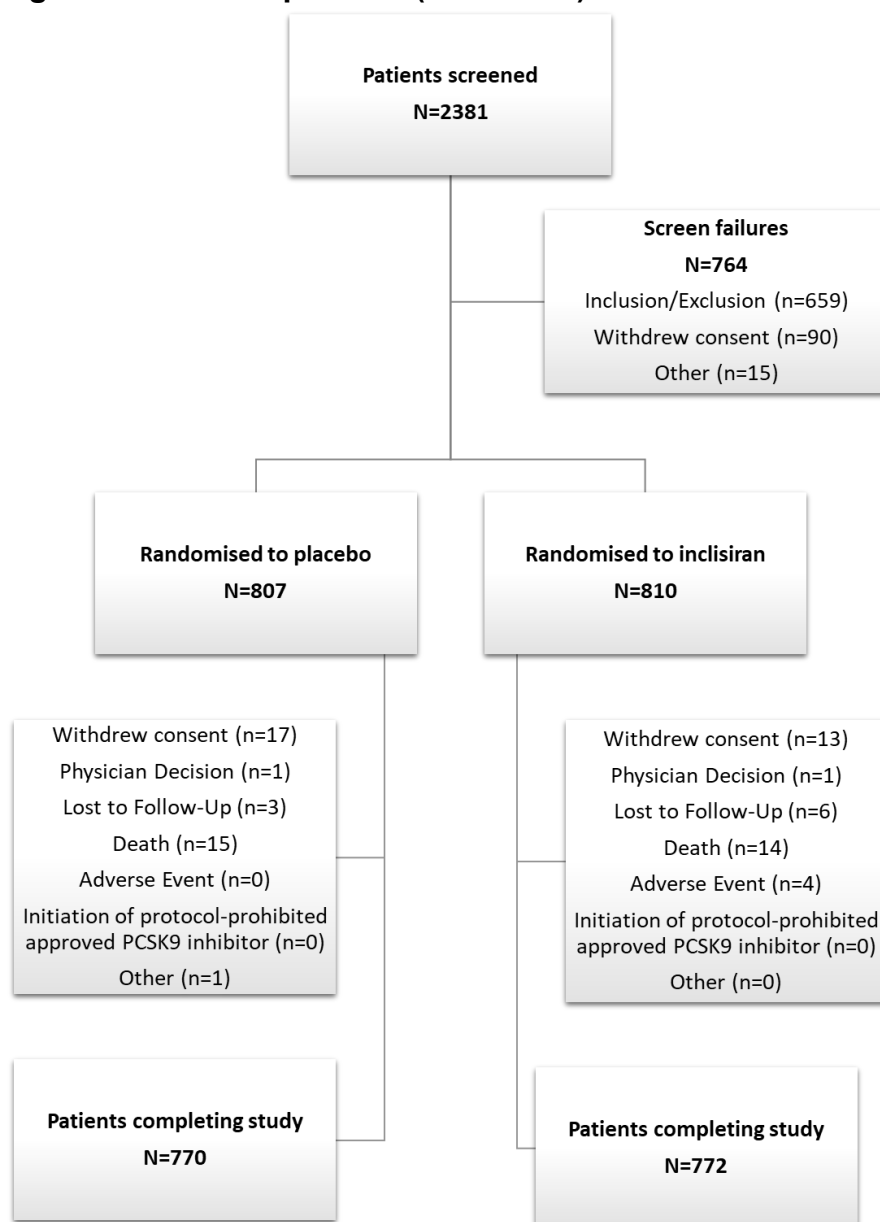 Patients screened
N=2381
Screen failures
N=764
Inclusion/Exclusion (n=659)
Withdrew consent (n=90)
Other (n=15)
Randomised to placebo
N=807
Randomised to inclisiran
N=810
Withdrew consent (n=17)
Physician Decision (n=1)
Lost to Follow-Up (n=3)
Death (n=15)
Adverse Event (n=0)
Initiation of protocol-prohibited
approved PCSK9 inhibitor (n=0)
Other (n=1)
Withdrew consent (n=13)
Physician Decision (n=1)
Lost to Follow-Up (n=6)
Death (n=14)
Adverse Event (n=4)
Initiation of protocol-prohibited
approved PCSK9 inhibitor (n=0)
Other (n=0)
Patients completing study
N=770
Patients completing study
N=772